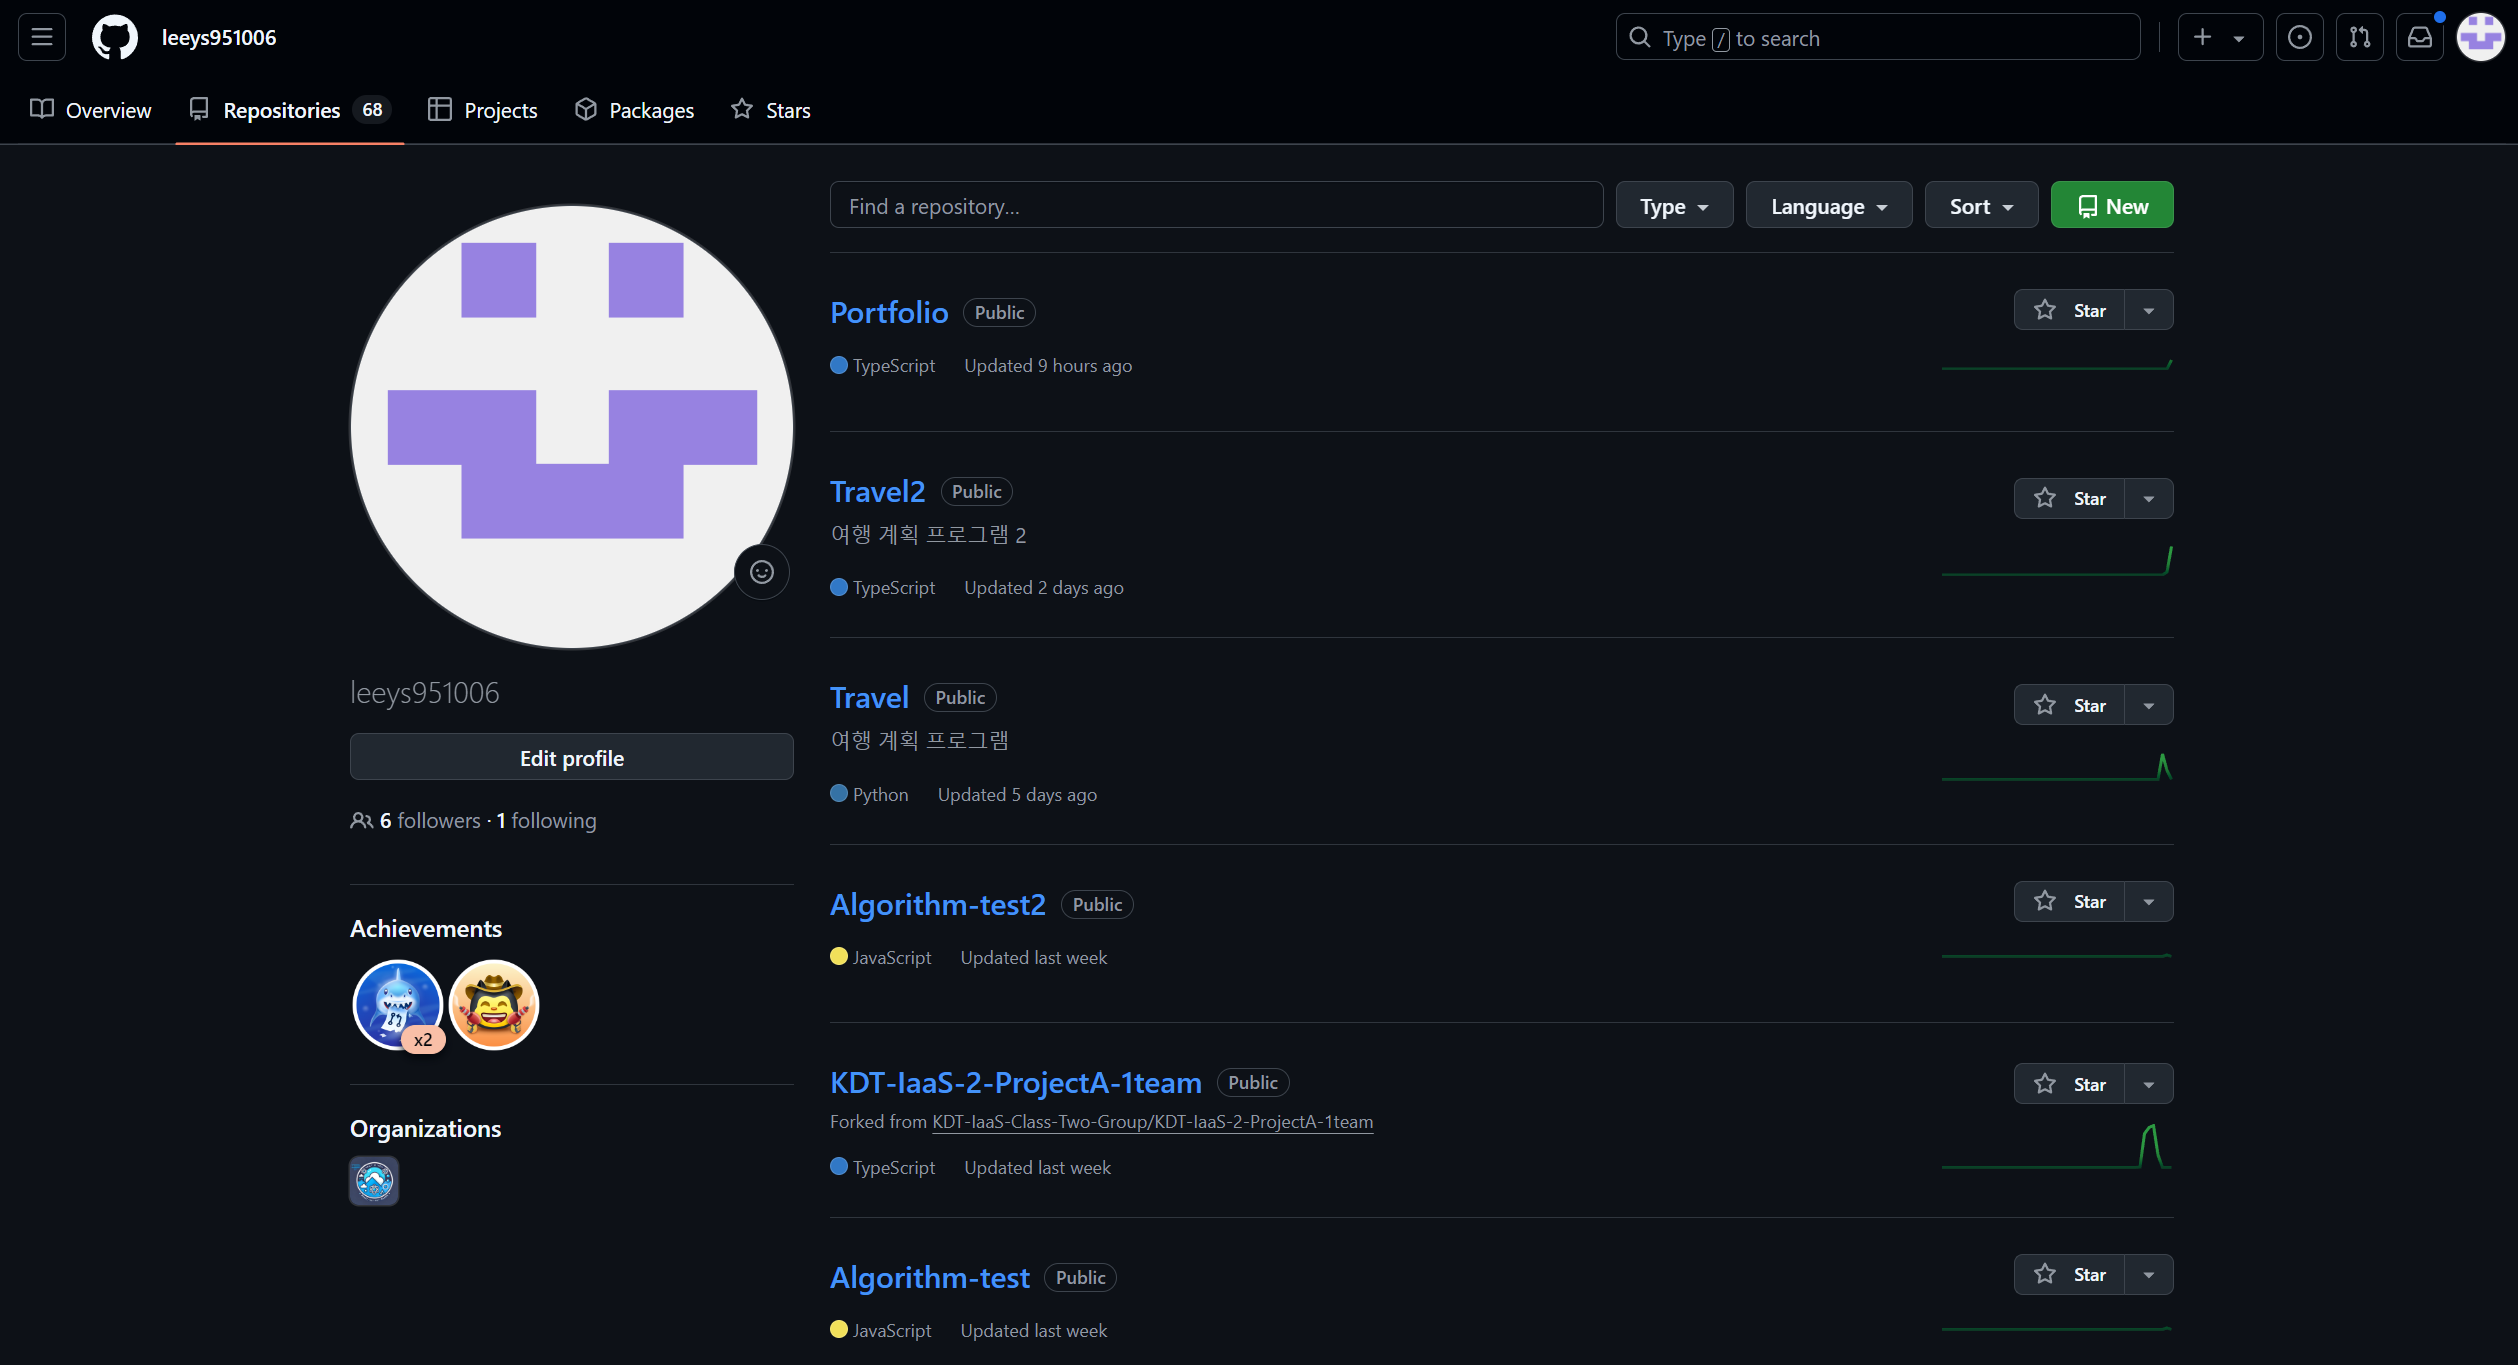 leeys951006
Type / to search
Overview
Repositories 68
Projects
Packages
Stars
leeys951006
Edit profile
6 followers · 1 following
Achievements
x2
Organizations
Find a repository...
Type
Language
Sort
New
Portfolio Public
Star
TypeScript Updated 9 hours ago
Travel2 Public
Star
여행 계획 프로그램 2
TypeScript Updated 2 days ago
Travel Public
Star
여행 계획 프로그램
Python Updated 5 days ago
Algorithm-test2 Public
Star
JavaScript Updated last week
KDT-IaaS-2-ProjectA-1team Public
Star
Forked from KDT-IaaS-Class-Two-Group/KDT-IaaS-2-ProjectA-1team
TypeScript Updated last week
Algorithm-test Public
Star
JavaScript Updated last week